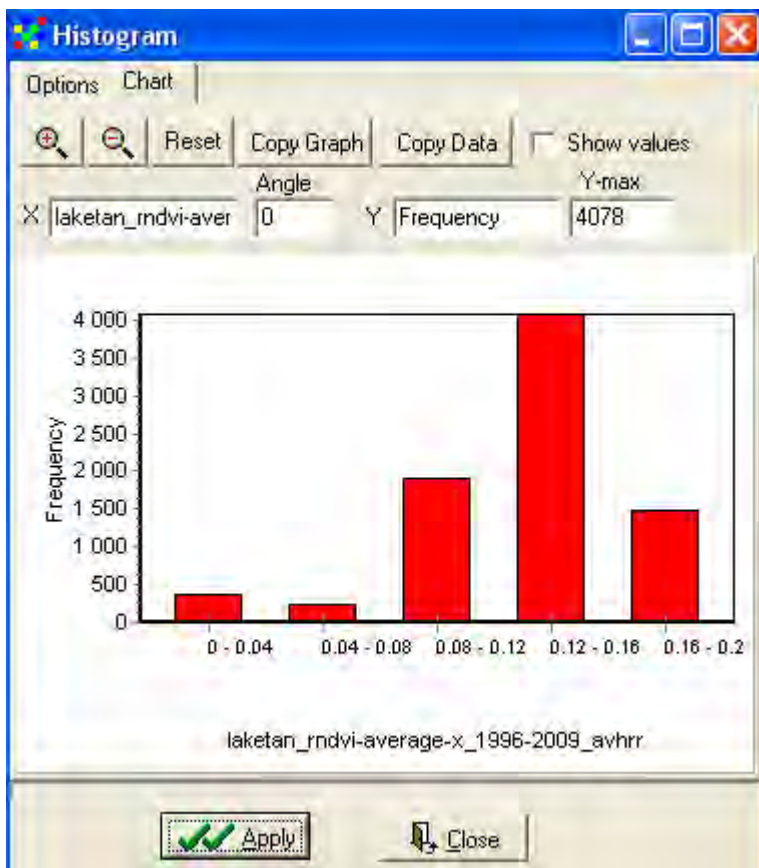 Histogram
Options Chart
Reset Copy Graph Copy Data Show values
Angle Y-max
X laketan_rndvi-aver 0 Y Frequency 4078
4 000
3 500
3 000
2 500
2 000
1 500
1 000
500
0
Frequency
0 - 0.04 0.04 - 0.08 0.08 - 0.12 0.12 - 0.16 0.16 - 0.2
laketan_rndvi-average-x_1996-2009_avhrr
Apply Close